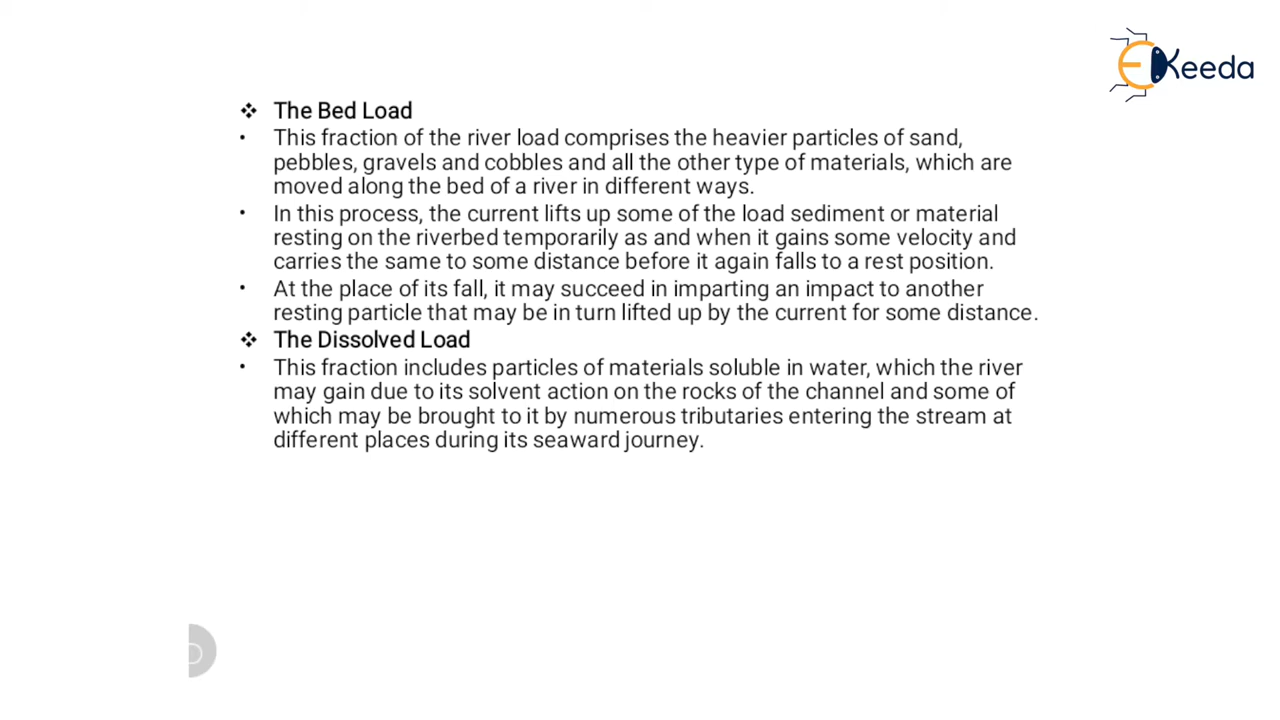 EKeeda
❖ The Bed Load
• This fraction of the river load comprises the heavier particles of sand,
pebbles, gravels and cobbles and all the other type of materials, which are
moved along the bed of a river in different ways.
• In this process, the current lifts up some of the load sediment or material
resting on the riverbed temporarily as and when it gains some velocity and
carries the same to some distance before it again falls to a rest position.
• At the place of its fall, it may succeed in imparting an impact to another
resting particle that may be in turn lifted up by the current for some distance.
❖ The Dissolved Load
• This fraction includes particles of materials soluble in water, which the river
may gain due to its solvent action on the rocks of the channel and some of
which may be brought to it by numerous tributaries entering the stream at
different places during its seaward journey.